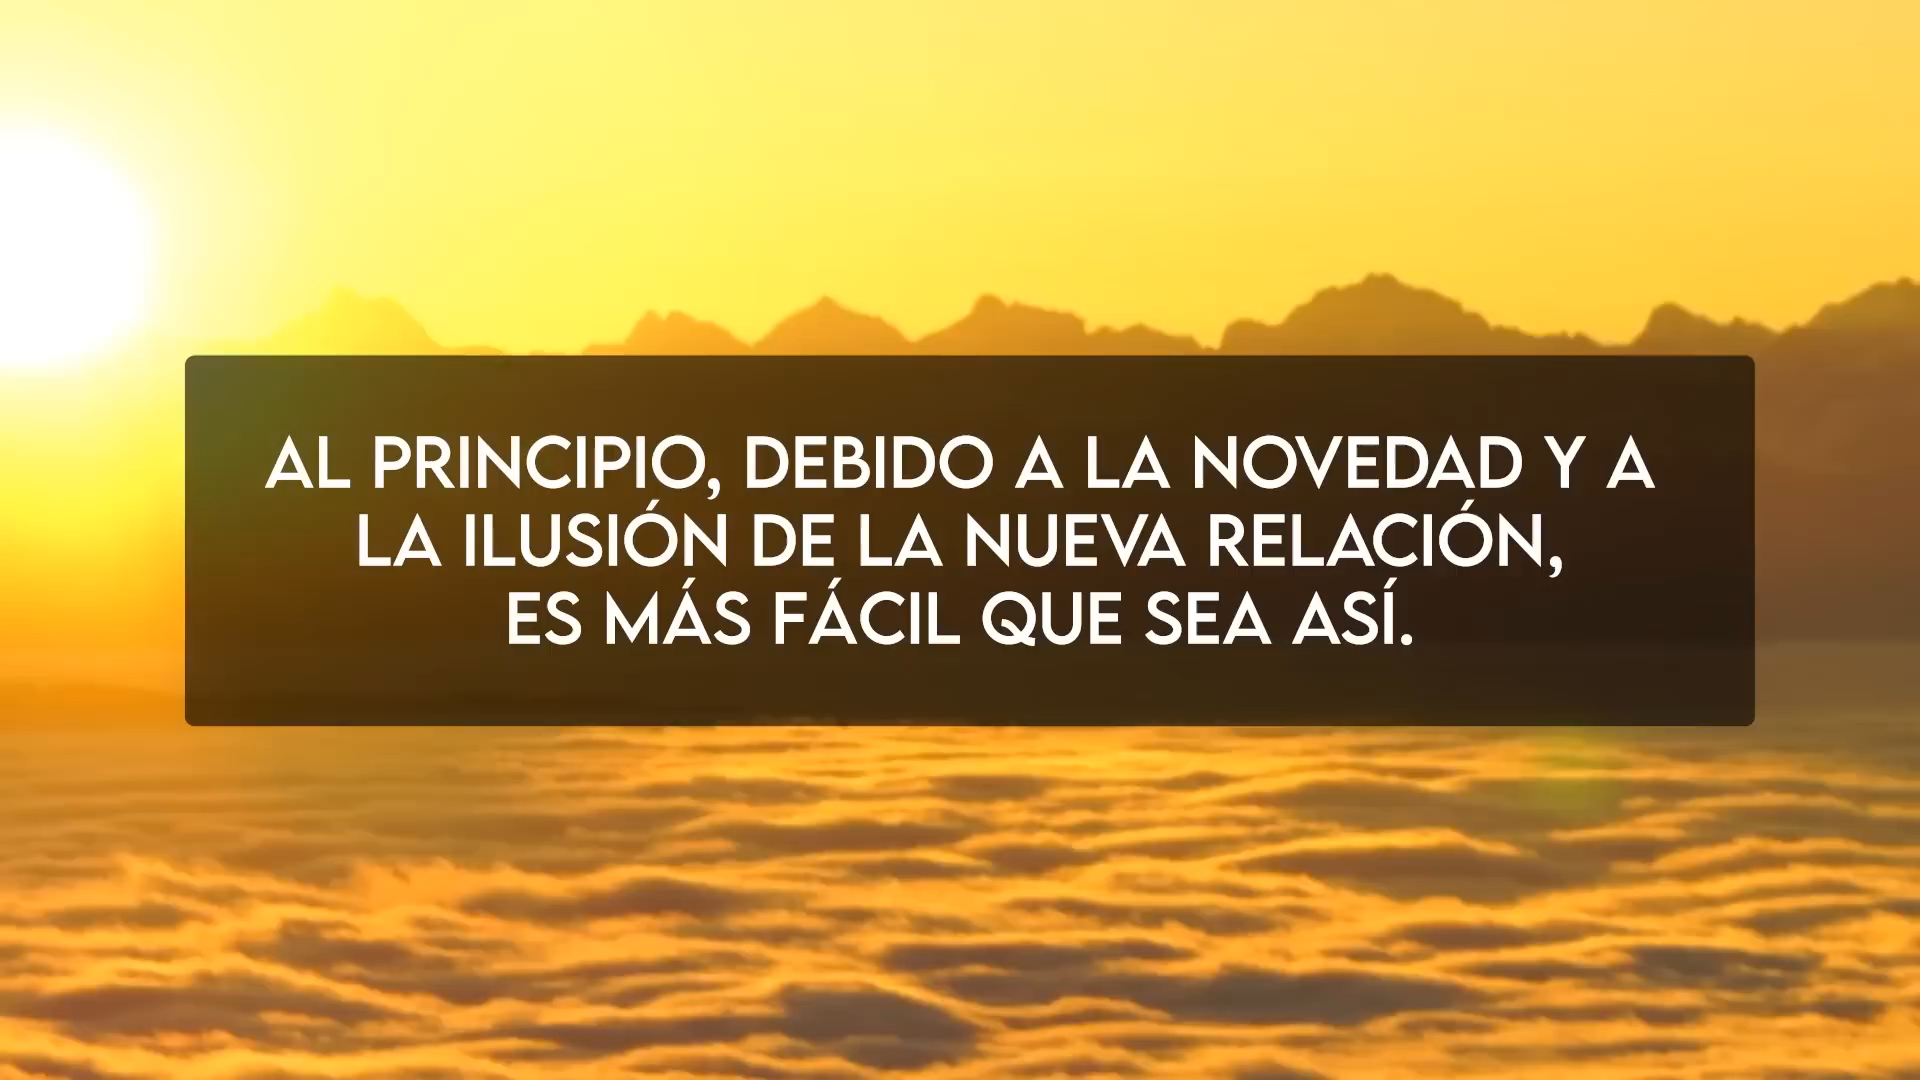 AL PRINCIPIO, DEBIDO A LA NOVEDAD Y A
LA ILUSIÓN DE LA NUEVA RELACIÓN,
ES MÁS FÁCIL QUE SEA ASÍ.